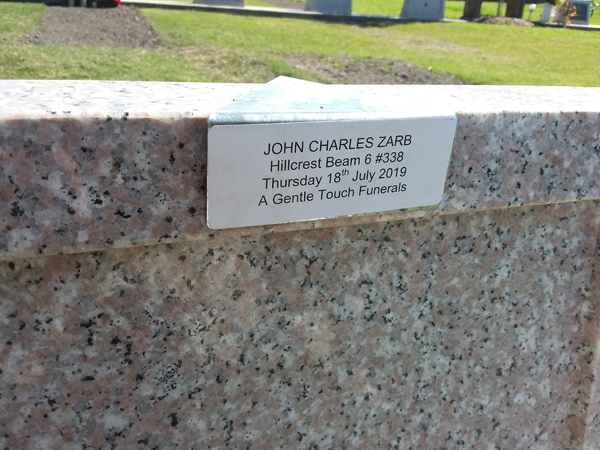 JOHN CHARLES ZARB
Hillcrest Beam 6 #338
Thursday 18th July 2019
A Gentle Touch Funerals